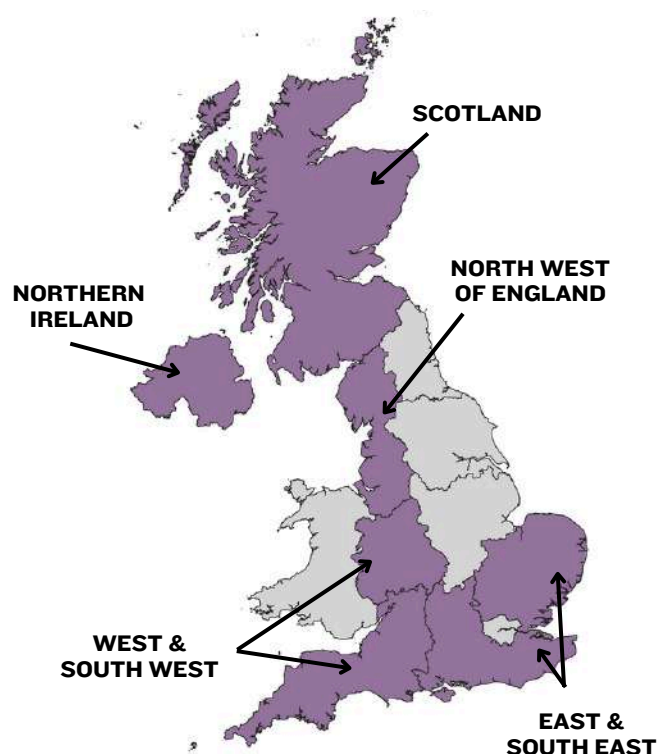 SCOTLAND
NORTH WEST
OF ENGLAND
NORTHERN
IRELAND
WEST &
SOUTH WEST
EAST &
SOUTH EAST